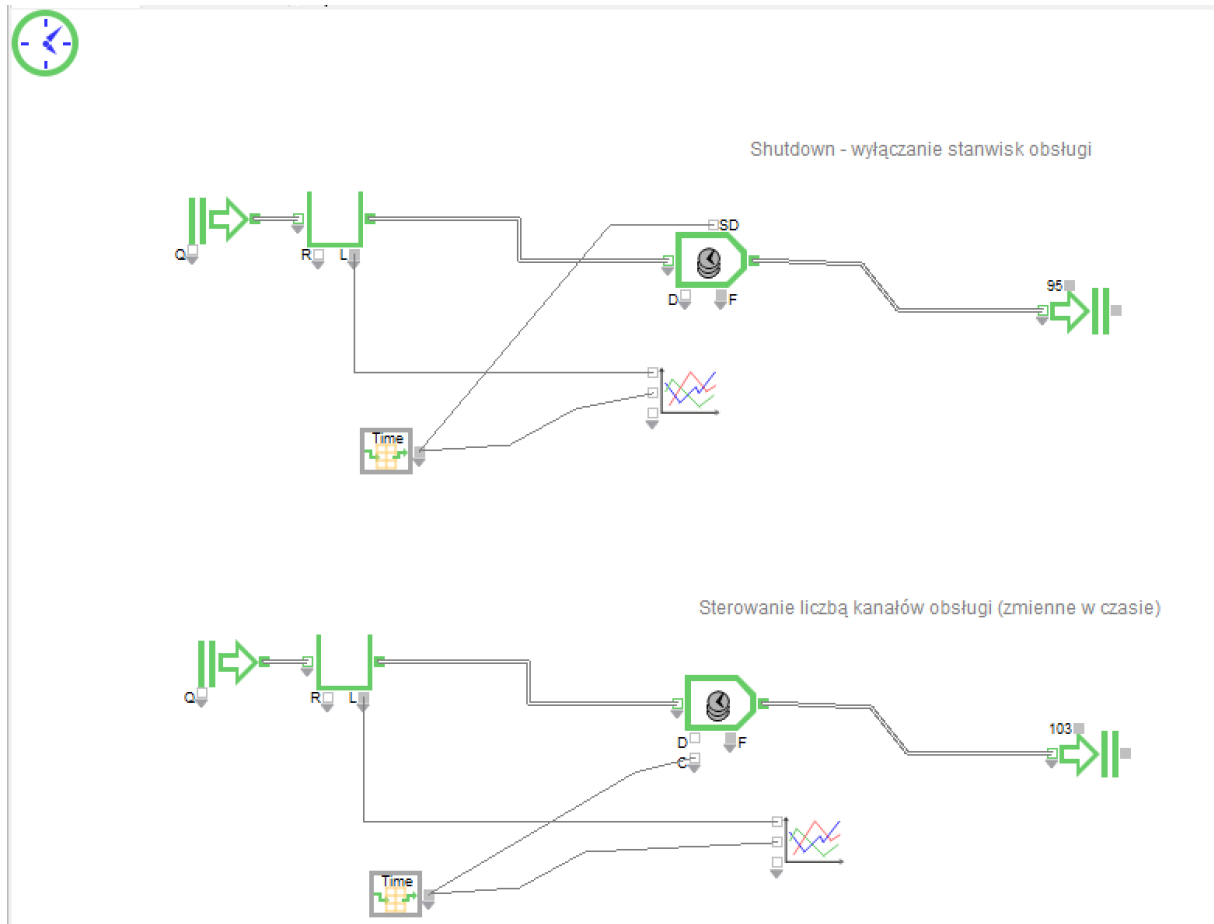 Shutdown - wyłączanie stanwisk obsługi
SD
Q
R
L
D
F
95
Time
Sterowanie liczbą kanałów obsługi (zmienne w czasie)
Q
R
L
D
F
C
103
Time